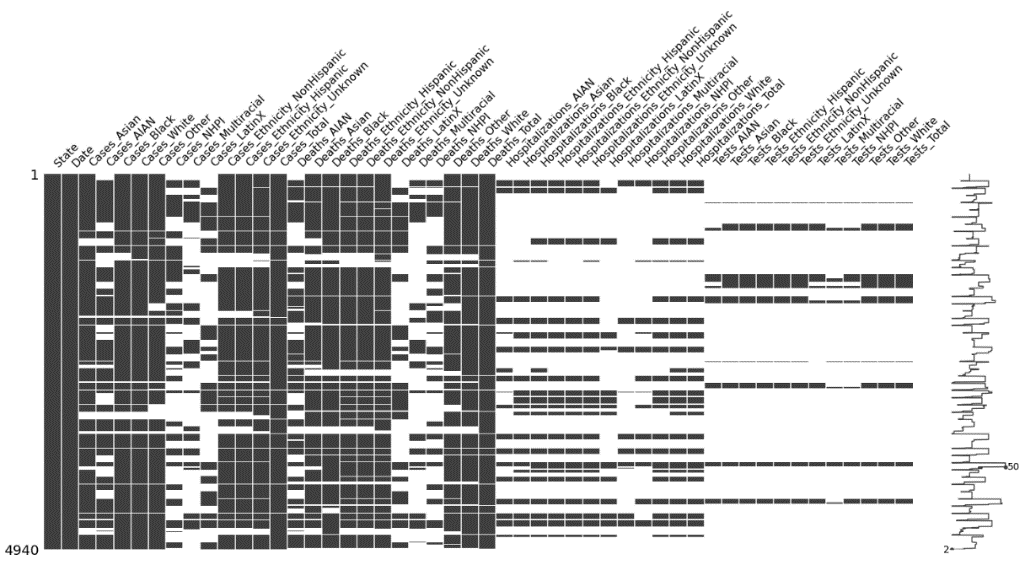 State
Date
Cases_Asian
Cases_AIAN
Cases_Black
Cases_White
Cases_Other
Cases_NHPI
Cases_Multiracial
Cases_LatinX
Cases_Ethnicity_NonHispanic
Cases_Ethnicity_Hispanic
Cases_Ethnicity_Unknown
Cases_Total
Deaths_AIAN
Deaths_Asian
Deaths_Black
Deaths_Ethnicity_Hispanic
Deaths_Ethnicity_NonHispanic
Deaths_Ethnicity_Unknown
Deaths_LatinX
Deaths_Multiracial
Deaths_NHPI
Deaths_Other
Deaths_White
Deaths_Total
Hospitalizations_AIAN
Hospitalizations_Asian
Hospitalizations_Black
Hospitalizations_Ethnicity_Hispanic
Hospitalizations_Ethnicity_NonHispanic
Hospitalizations_Ethnicity_Unknown
Hospitalizations_LatinX
Hospitalizations_Multiracial
Hospitalizations_NHPI
Hospitalizations_Other
Hospitalizations_White
Hospitalizations_Total
Tests_AIAN
Tests_Asian
Tests_Black
Tests_Ethnicity_Hispanic
Tests_Ethnicity_NonHispanic
Tests_Ethnicity_Unknown
Tests_LatinX
Tests_Multiracial
Tests_NHPI
Tests_Other
Tests_White
Tests_Total
1
50
4940
2